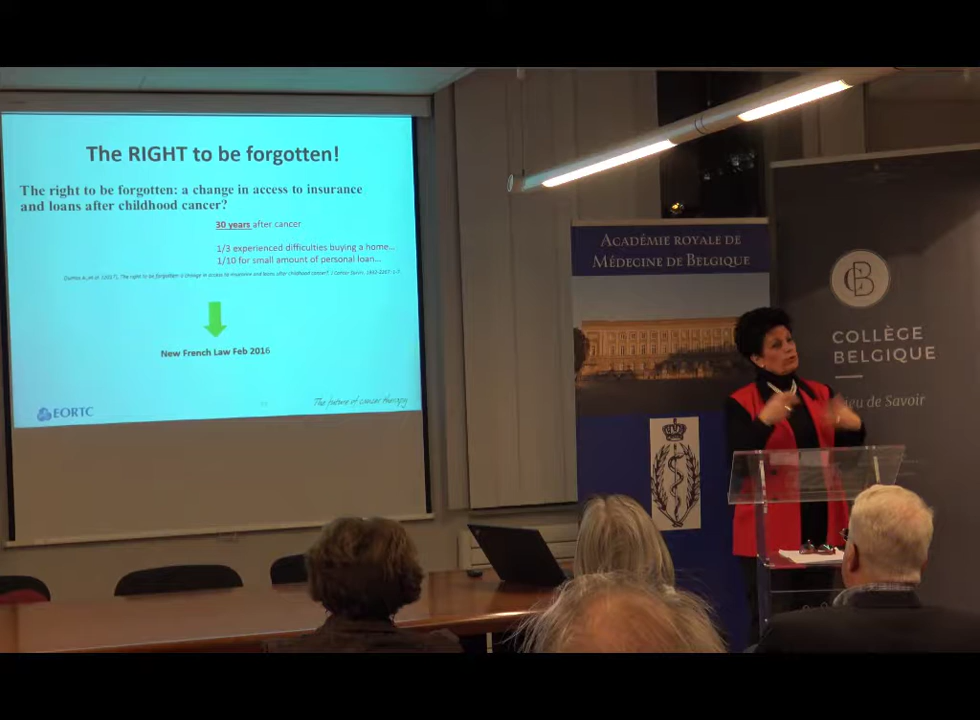 The RIGHT to be forgotten!
The right to be forgotten: a change in access to insurance
and loans after childhood cancer?
30 years after cancer
1/3 experienced difficulties buying a home...
1/10 for small amount of personal loan...
New French Law Feb 2016
EORTC
The future of cancer therapy
ACADÉMIE ROYALE DE
MÉDECINE DE BELGIQUE
COLLÈGE
BELGIQUE
de Savoir